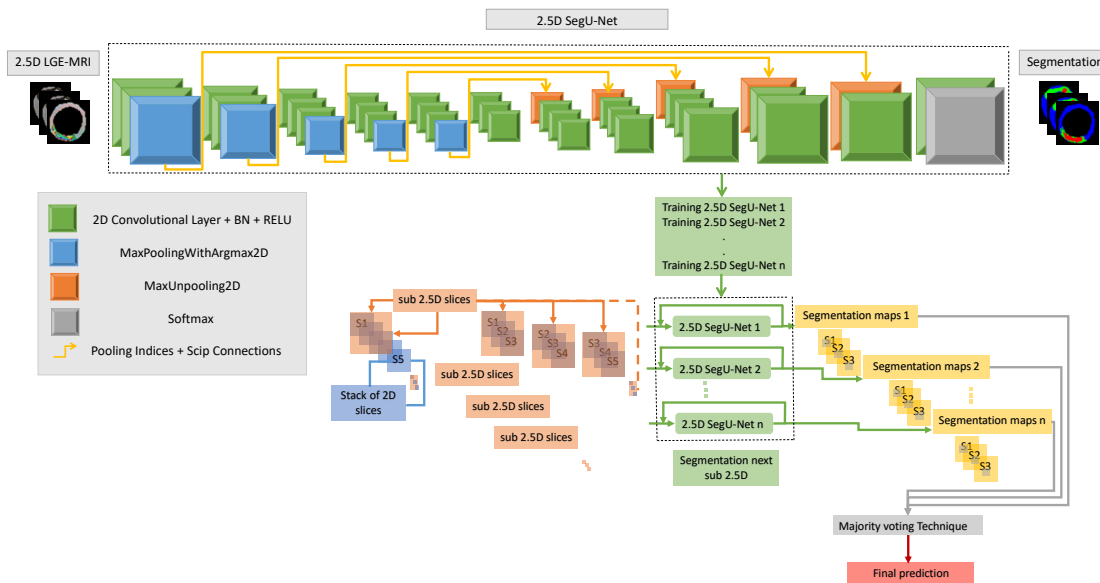 2.5D SegU-Net
2.5D LGE-MRI
Segmentation
2D Convolutional Layer + BN + RELU
MaxPoolingWithArgmax2D
MaxUnpooling2D
Softmax
Pooling Indices + Scip Connections
Training 2.5D SegU-Net 1
Training 2.5D SegU-Net 2
.
.
Training 2.5D SegU-Net n
sub 2.5D slices
S1
S5
Stack of 2D
slices
S1
S2
S3
S2
S3
S4
S3
S4
S5
sub 2.5D slices
sub 2.5D slices
sub 2.5D slices
2.5D SegU-Net 1
2.5D SegU-Net 2
2.5D SegU-Net n
Segmentation next
sub 2.5D
Segmentation maps 1
S1
S2
S3
Segmentation maps 2
S1
S2
S3
Segmentation maps n
S1
S2
S3
Majority voting Technique
Final prediction